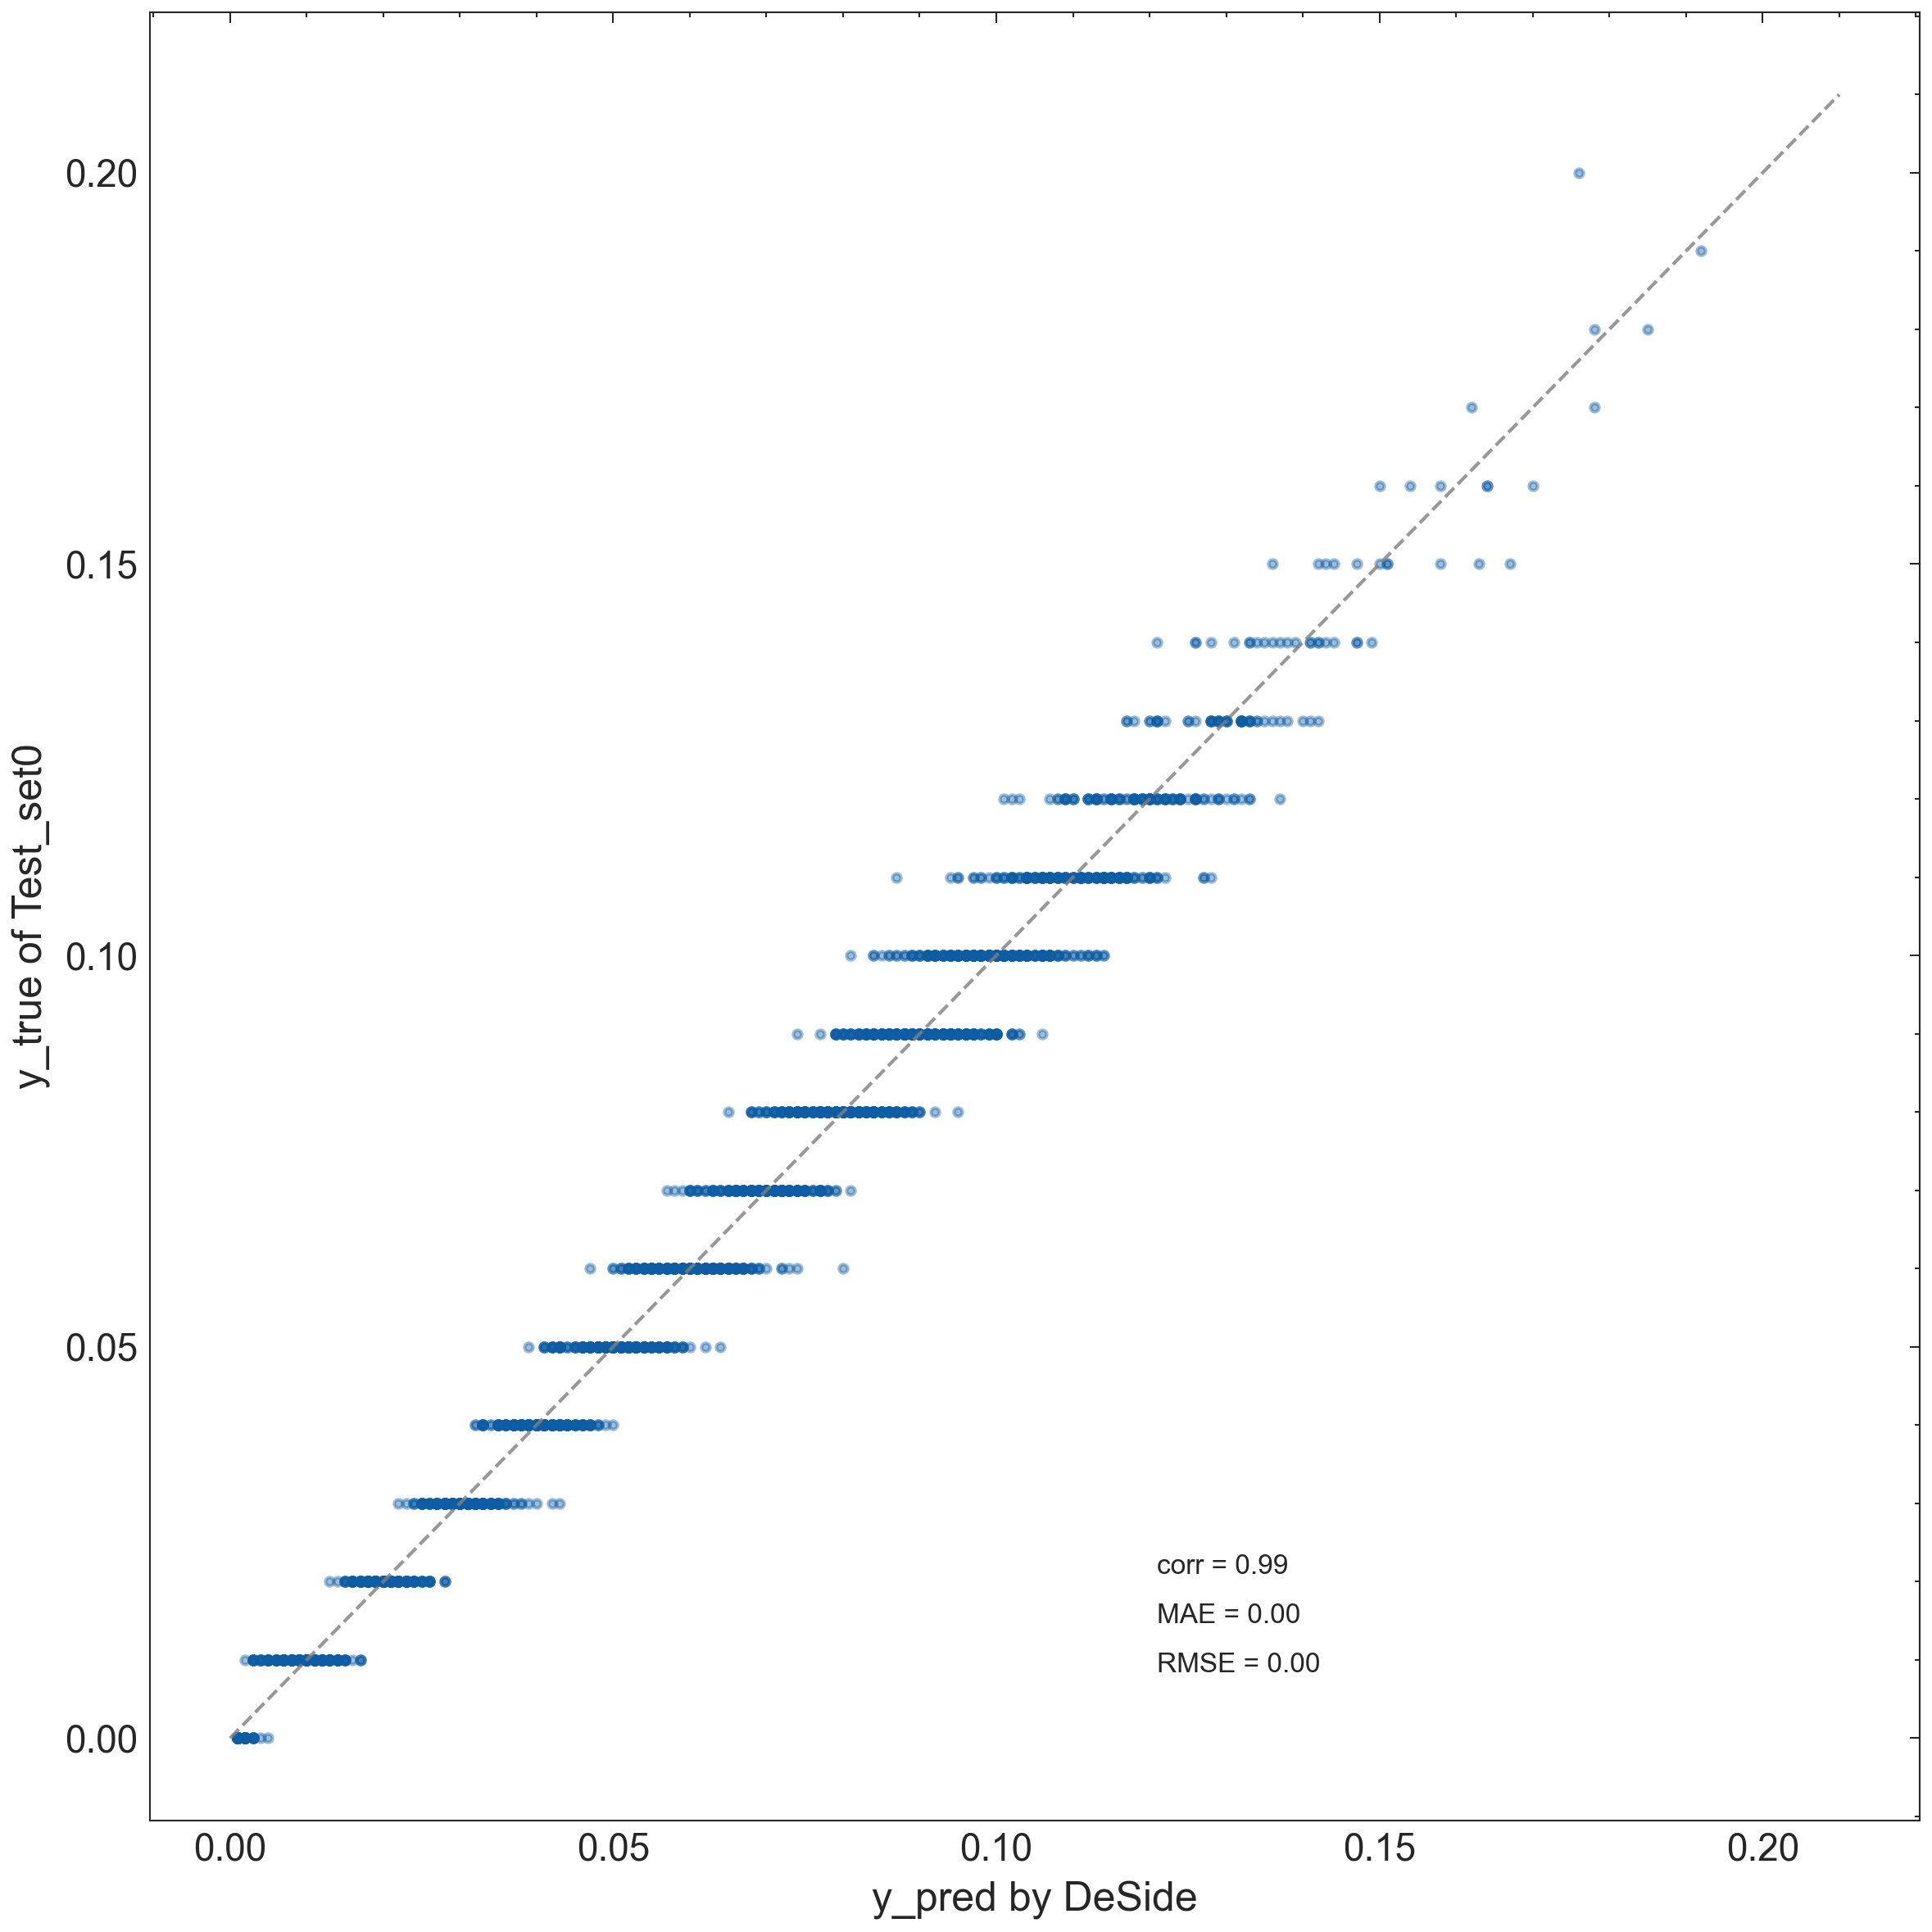 0.20
0.15
0.10
0.05
0.00
y_true of Test_set0
corr = 0.99
MAE = 0.00
RMSE = 0.00
0.00 0.05 0.10 0.15 0.20
y_pred by DeSide